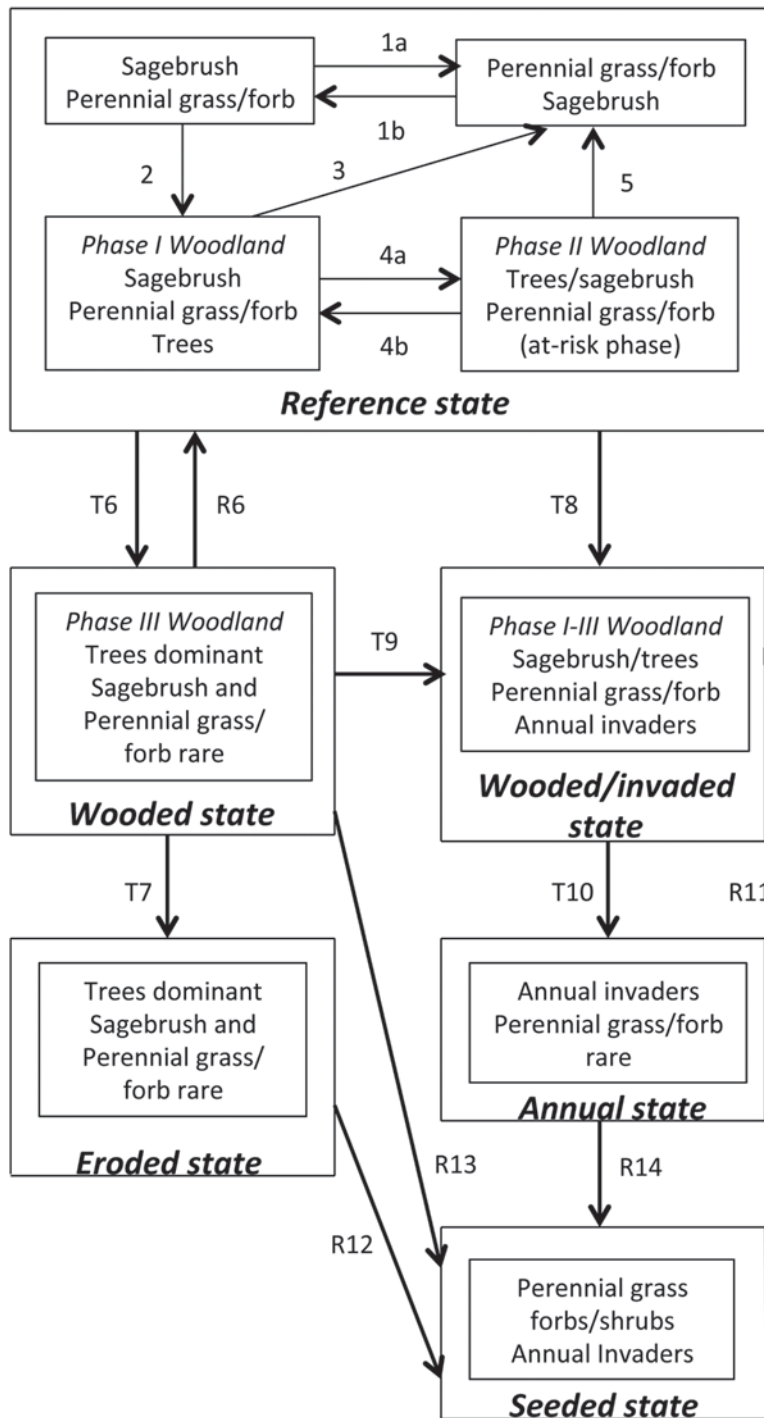 1a
Sagebrush
Perennial grass/forb
Perennial grass/forb
Sagebrush
1b
2
3
5
Phase I Woodland
Sagebrush
Perennial grass/forb
Trees
4a
4b
Phase II Woodland
Trees/sagebrush
Perennial grass/forb
(at-risk phase)
Reference state
T6
R6
T8
Phase III Woodland
Trees dominant
Sagebrush and
Perennial grass/
forb rare
Wooded state
T9
Phase I-III Woodland
Sagebrush/trees
Perennial grass/forb
Annual invaders
Wooded/invaded
state
T7
T10
R11
Trees dominant
Sagebrush and
Perennial grass/
forb rare
Eroded state
Annual invaders
Perennial grass/forb
rare
Annual state
R13
R14
R12
Perennial grass
forbs/shrubs
Annual Invaders
Seeded state